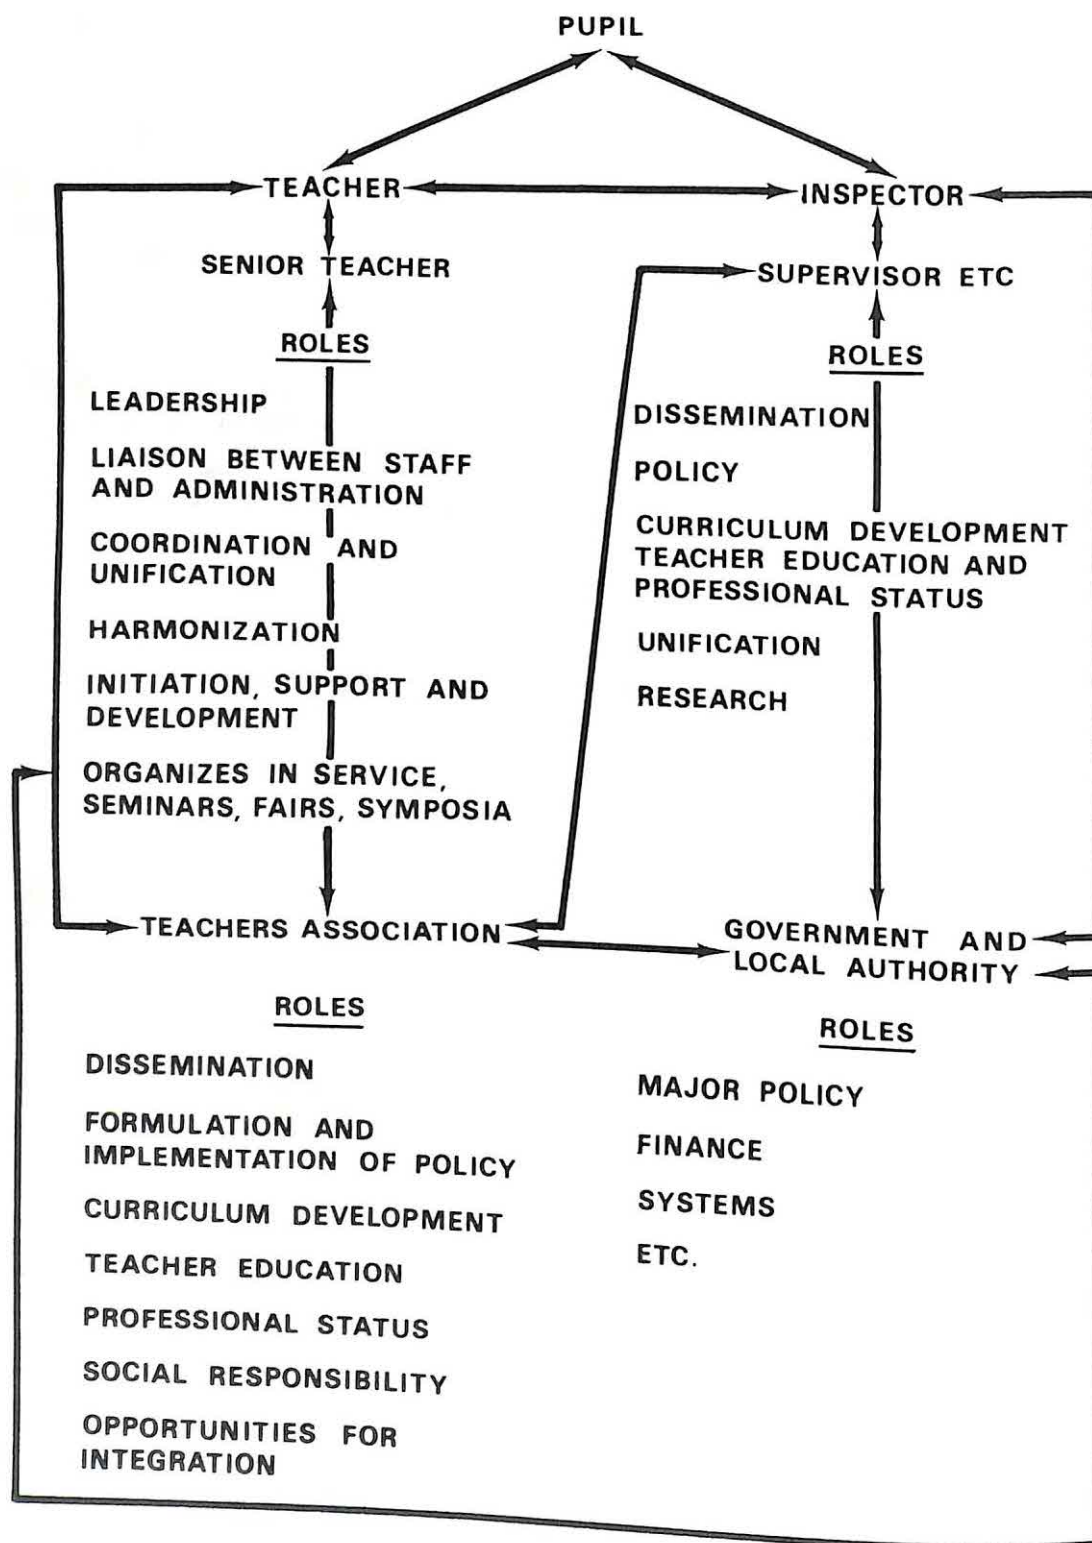 PUPIL
TEACHER
INSPECTOR
SENIOR TEACHER
SUPERVISOR ETC
ROLES
LEADERSHIP
LIAISON BETWEEN STAFF
AND ADMINISTRATION
COORDINATION AND
UNIFICATION
HARMONIZATION
INITIATION, SUPPORT AND
DEVELOPMENT
ORGANIZES IN SERVICE,
SEMINARS, FAIRS, SYMPOSIA
ROLES
DISSEMINATION
POLICY
CURRICULUM DEVELOPMENT
TEACHER EDUCATION AND
PROFESSIONAL STATUS
UNIFICATION
RESEARCH
TEACHERS ASSOCIATION
GOVERNMENT AND
LOCAL AUTHORITY
ROLES
DISSEMINATION
FORMULATION AND
IMPLEMENTATION OF POLICY
CURRICULUM DEVELOPMENT
TEACHER EDUCATION
PROFESSIONAL STATUS
SOCIAL RESPONSIBILITY
OPPORTUNITIES FOR
INTEGRATION
ROLES
MAJOR POLICY
FINANCE
SYSTEMS
ETC.